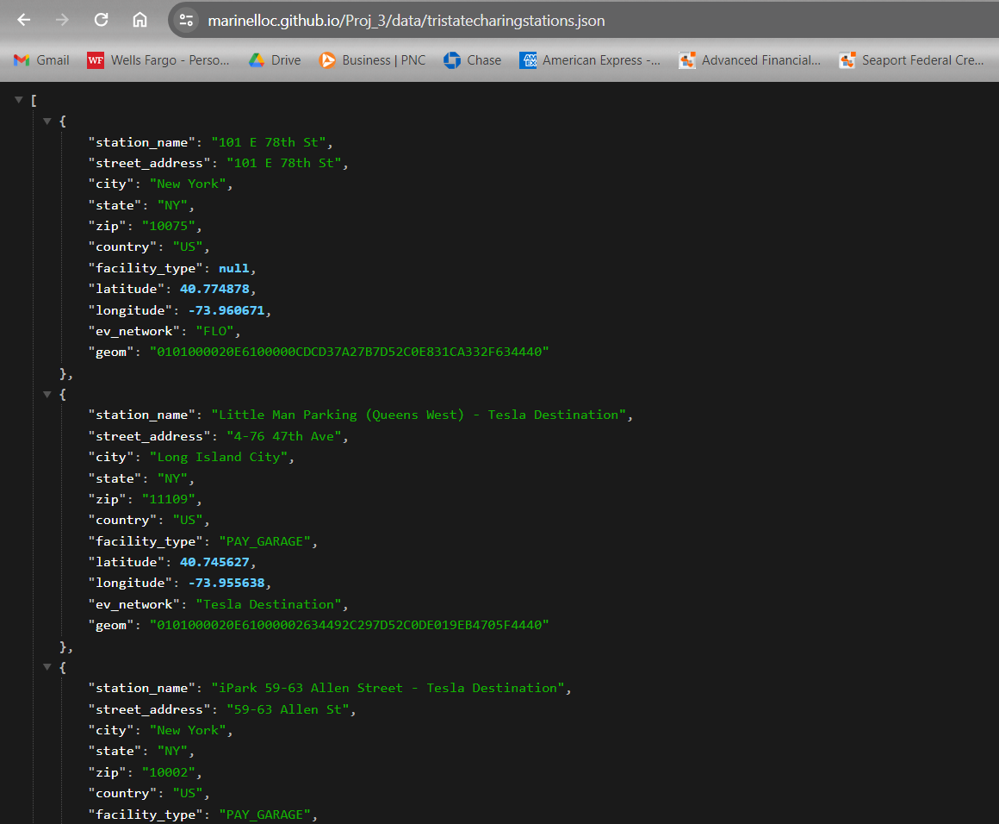 marinelloc.github.io/Proj_3/data/tristatecharingstations.json
Gmail WF Wells Fargo - Perso... Drive Business | PNC Chase AM EX American Express -... Advanced Financial... Seaport Federal Cre...
[
{
"station_name": "101 E 78th St",
"street_address": "101 E 78th St",
"city": "New York",
"state": "NY",
"zip": "10075",
"country": "US",
"facility_type": null,
"latitude": 40.774878,
"longitude": -73.960671,
"ev_network": "FLO",
"geom": "0101000020E6100000CDCD37A27B7D52C0E831CA332F634440"
},
{
"station_name": "Little Man Parking (Queens West) - Tesla Destination",
"street_address": "4-76 47th Ave",
"city": "Long Island City",
"state": "NY",
"zip": "11109",
"country": "US",
"facility_type": "PAY_GARAGE",
"latitude": 40.745627,
"longitude": -73.955638,
"ev_network": "Tesla Destination",
"geom": "0101000020E61000002634492C297D52C0DE019EB4705F4440"
},
{
"station_name": "iPark 59-63 Allen Street - Tesla Destination",
"street_address": "59-63 Allen St",
"city": "New York",
"state": "NY",
"zip": "10002",
"country": "US",
"facility_type": "PAY_GARAGE",